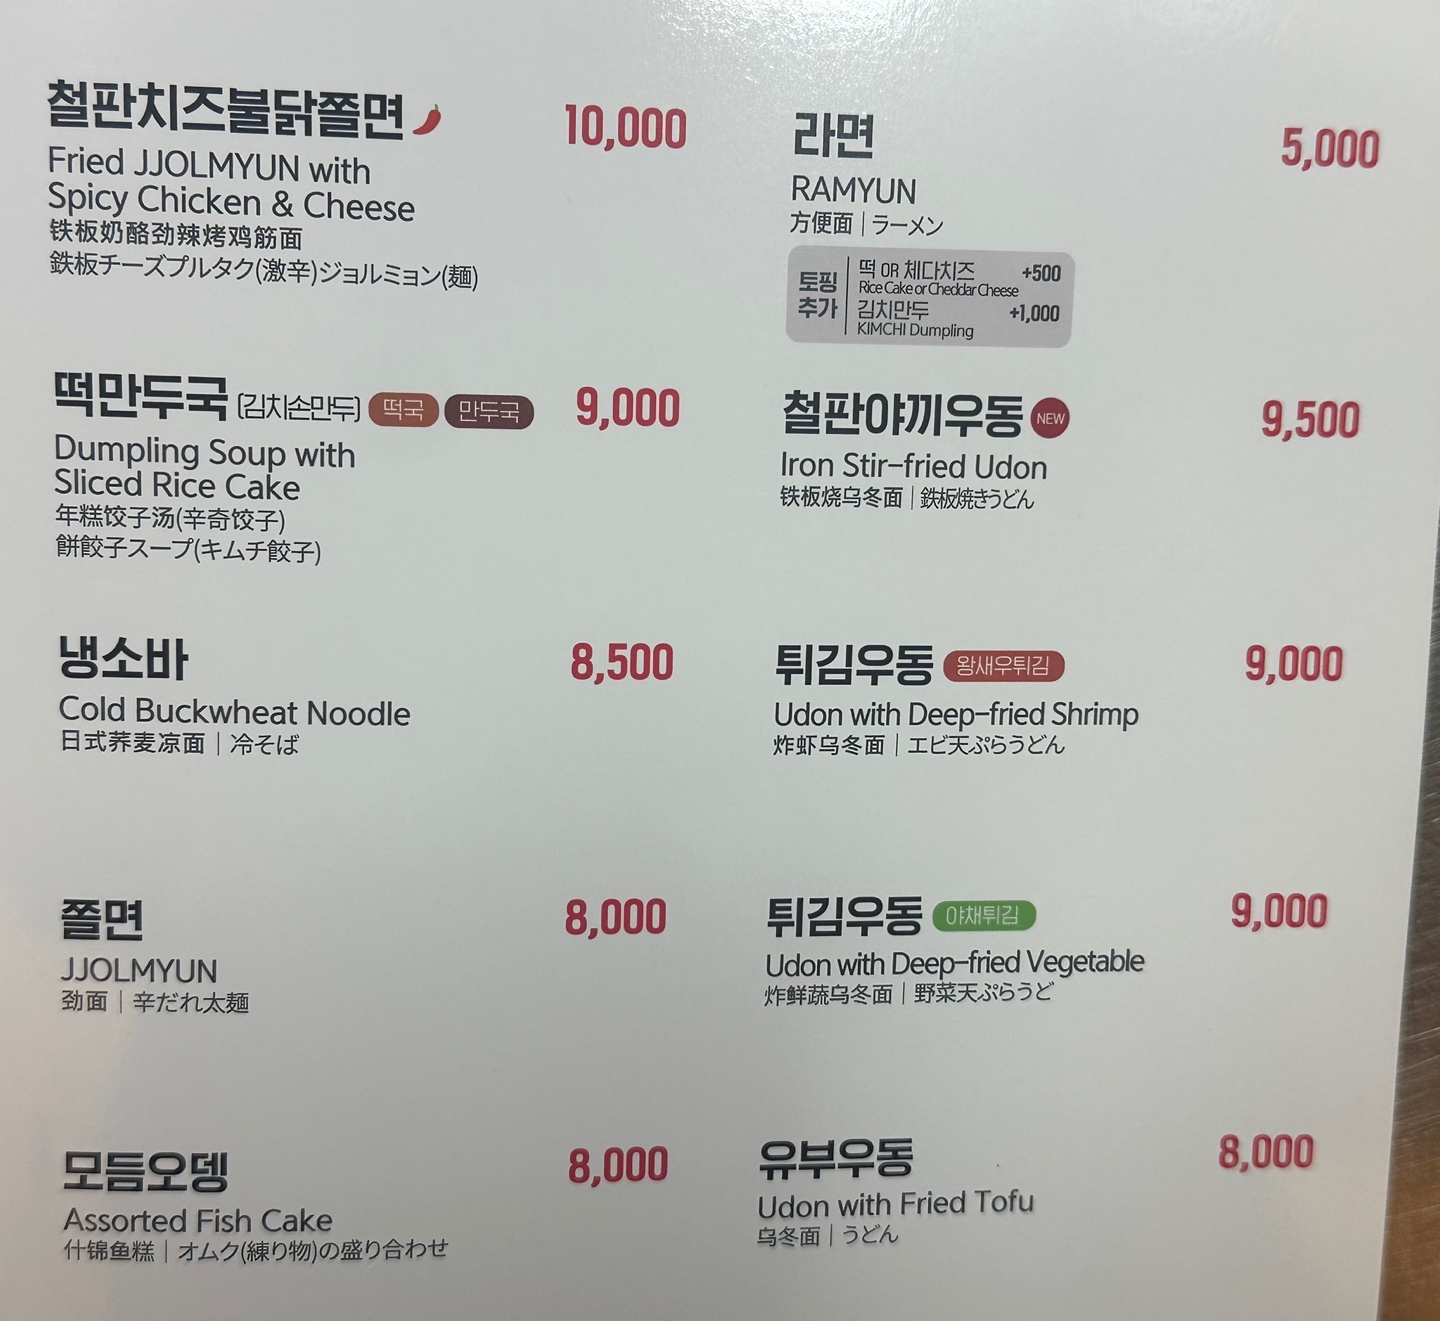 철판치즈불닭쫄면
10,000
Fried JJOLMYUN with
Spicy Chicken & Cheese
铁板奶酪劲辣烤鸡筋面
鉄板チーズプルタク(激辛)ジョルミョン(麺)
떡만두국 (김치손만두) 떡국 만두국
9,000
Dumpling Soup with
Sliced Rice Cake
年糕饺子汤(辛奇饺子)
餅餃子スープ(キムチ餃子)
냉소바
8,500
Cold Buckwheat Noodle
日式荞麦凉面 | 冷そば
쫄면
8,000
JJOLMYUN
劲面 | 辛だれ太麺
모듬오뎅
8,000
Assorted Fish Cake
什锦鱼糕 | オムク(練り物)の盛り合わせ
라면
5,000
RAMYUN
方便面 | ラーメン
토핑
추가
떡 OR 체다치즈 +500
Rice Cake or Cheddar Cheese
김치만두 +1,000
KIMCHI Dumpling
철판야끼우동 NEW
9,500
Iron Stir-fried Udon
铁板烧乌冬面 | 鉄板焼きうどん
튀김우동 왕새우튀김
9,000
Udon with Deep-fried Shrimp
炸虾乌冬面 | エビ天ぷらうどん
튀김우동 야채튀김
9,000
Udon with Deep-fried Vegetable
炸鲜蔬乌冬面 | 野菜天ぷらうど
유부우동
8,000
Udon with Fried Tofu
乌冬面 | うどん